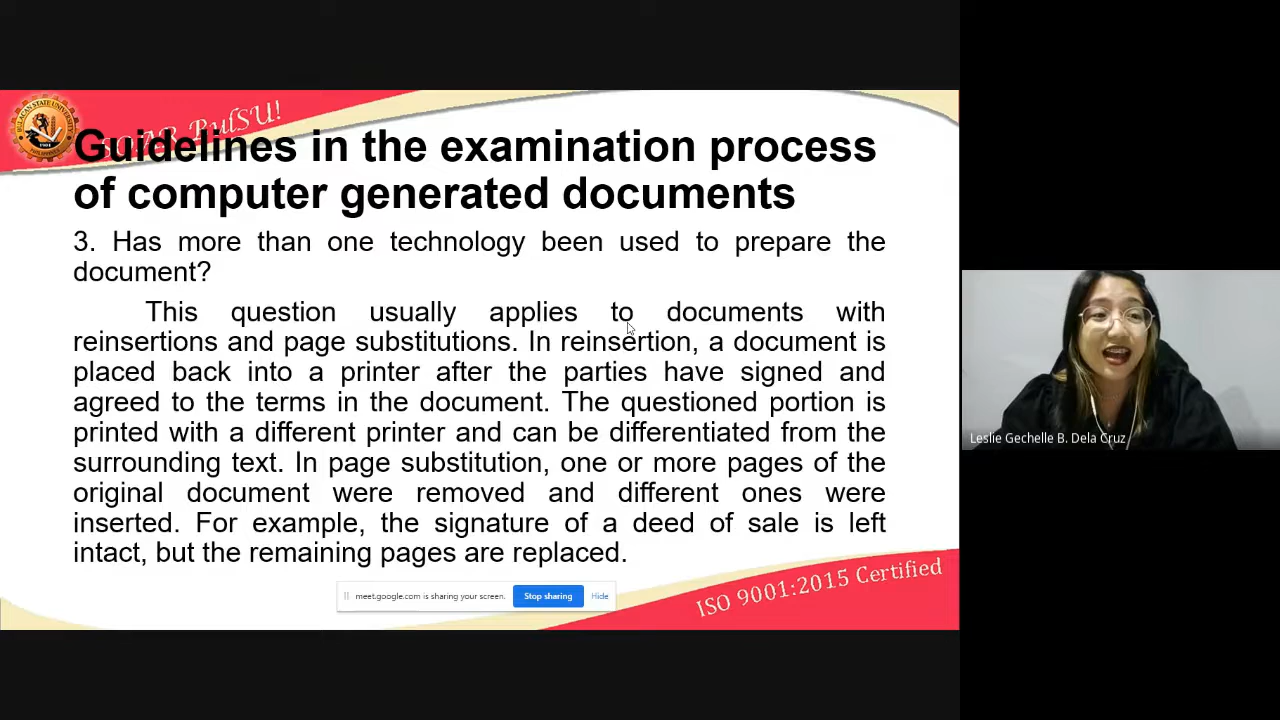 SOAR BulSU!
Guidelines in the examination process
of computer generated documents
3. Has more than one technology been used to prepare the
document?
This question usually applies to documents with
reinsertions and page substitutions. In reinsertion, a document is
placed back into a printer after the parties have signed and
agreed to the terms in the document. The questioned portion is
printed with a different printer and can be differentiated from the
surrounding text. In page substitution, one or more pages of the
original document were removed and different ones were
inserted. For example, the signature of a deed of sale is left
intact, but the remaining pages are replaced.
meet.google.com is sharing your screen.
Stop sharing
Hide
ISO 9001:2015 Certified
Leslie Gechelle B. Dela Cruz